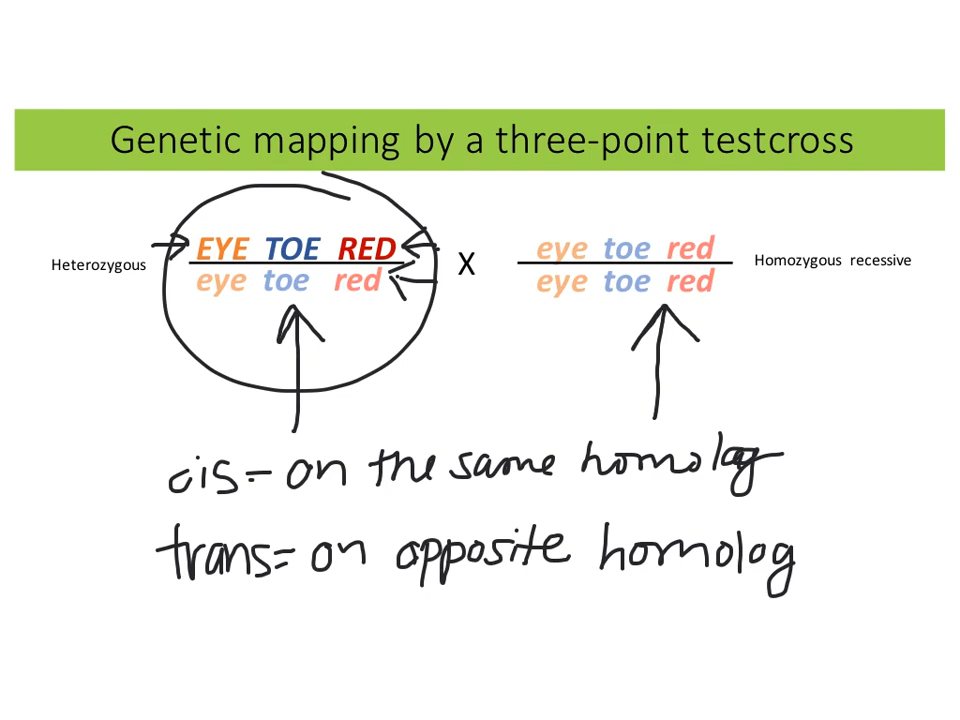 Genetic mapping by a three-point testcross
Heterozygous
EYE TOE RED
eye toe red
X
eye toe red
eye toe red
Homozygous recessive
cis = on the same homolog
trans = on opposite homolog